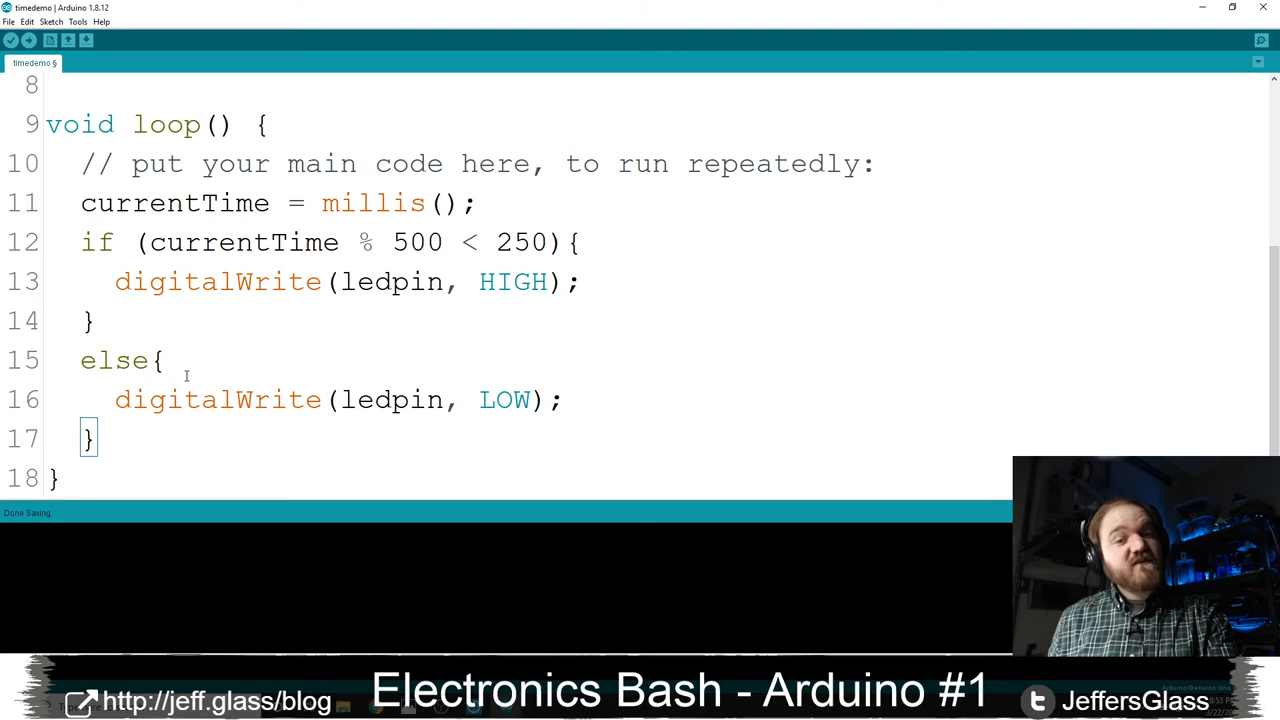 timedemo | Arduino 1.8.12
File Edit Sketch Tools Help
timedemo §
8
9 void loop() {
10 // put your main code here, to run repeatedly:
11 currentTime = millis();
12 if (currentTime % 500 < 250){
13 digitalWrite(ledpin, HIGH);
14 }
15 else{
16 digitalWrite(ledpin, LOW);
17 }
18 }
Done Saving.
http://jeff.glass/blog
Electronics Bash - Arduino #1
JeffersGlass